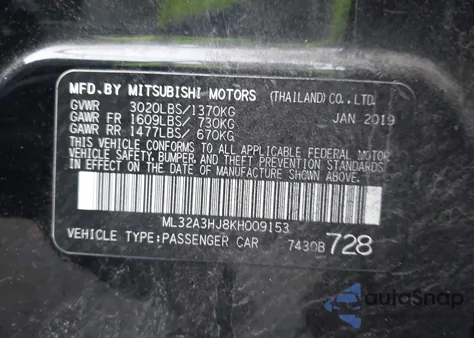 MFD. BY MITSUBISHI MOTORS (THAILAND) CO., LTD.
GVWR 3020LBS/1370KG JAN 2019
GAWR FR 1609LBS/ 730KG
GAWR RR 1477LBS/ 670KG
THIS VEHICLE CONFORMS TO ALL APPLICABLE FEDERAL MOTOR
VEHICLE SAFETY, BUMPER, AND THEFT PREVENTION STANDARDS
IN EFFECT ON THE DATE OF MANUFACTURE SHOWN ABOVE.
ML32A3HJ8KH009153
VEHICLE TYPE:PASSENGER CAR 7430B 728
autoSnap